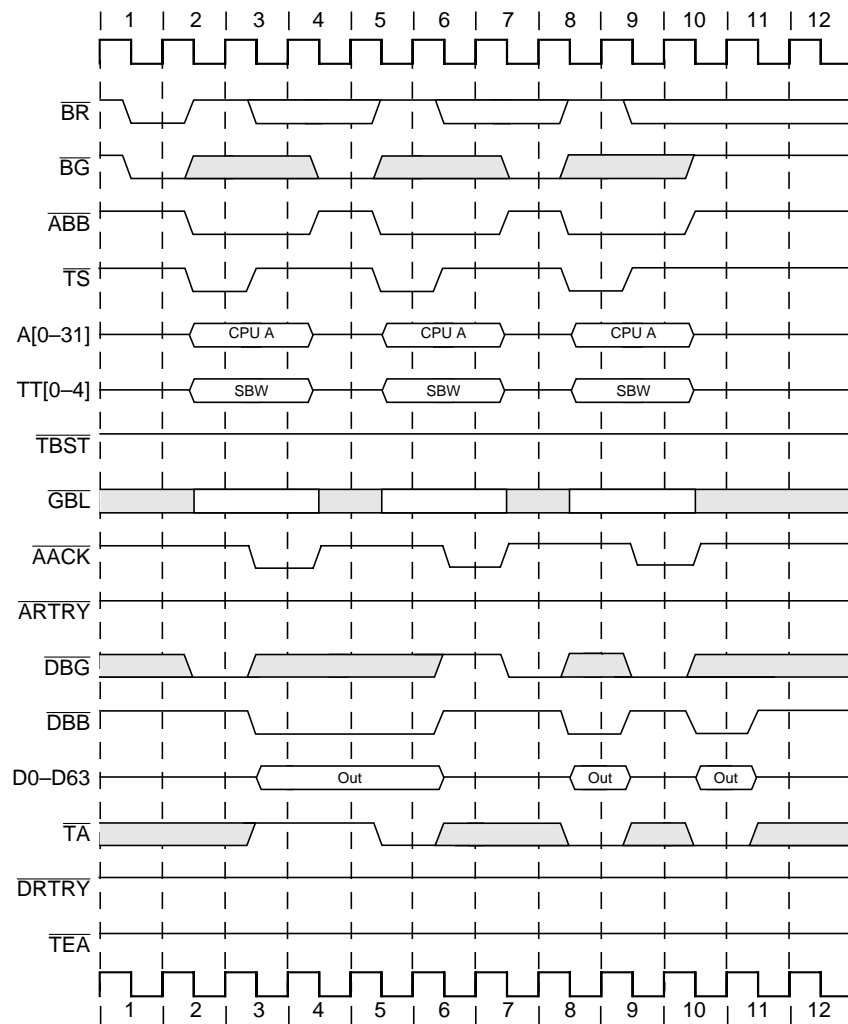 1 2 3 4 5 6 7 8 9 10 11 12
BR
BG
ABB
TS
A[0–31] CPU A CPU A CPU A
TT[0–4] SBW SBW SBW
TBST
GBL
AACK
ARTRY
DBG
DBB
D0–D63 Out Out Out
TA
DRTRY
TEA
1 2 3 4 5 6 7 8 9 10 11 12